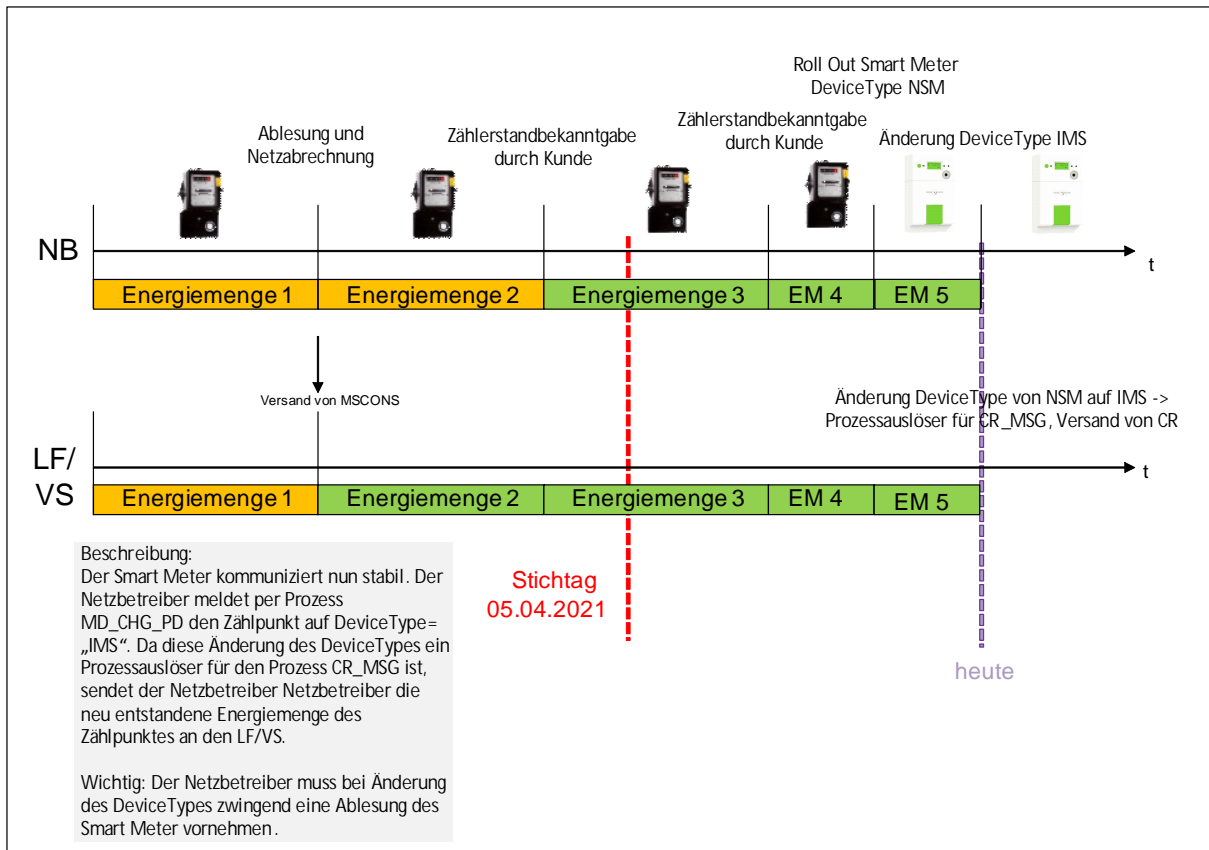 Roll Out Smart Meter
DeviceType NSM
Ablesung und
Netzabrechnung
Zählerstandbekanntgabe
durch Kunde
Zählerstandbekanntgabe
durch Kunde
Änderung DeviceType IMS
NB
t
Energiemenge 1
Energiemenge 2
Energiemenge 3
EM 4
EM 5
Versand von MSCONS
Änderung DeviceType von NSM auf IMS ->
Prozessauslöser für CR_MSG, Versand von CR
LF/
VS
t
Energiemenge 1
Energiemenge 2
Energiemenge 3
EM 4
EM 5
Beschreibung:
Der Smart Meter kommuniziert nun stabil. Der
Netzbetreiber meldet per Prozess
MD_CHG_PD den Zählpunkt auf DeviceType=
„IMS“. Da diese Änderung des DeviceTypes ein
Prozessauslöser für den Prozess CR_MSG ist,
sendet der Netzbetreiber Netzbetreiber die
neu entstandene Energiemenge des
Zählpunktes an den LF/VS.
Wichtig: Der Netzbetreiber muss bei Änderung
des DeviceTypes zwingend eine Ablesung des
Smart Meter vornehmen.
Stichtag
05.04.2021
heute